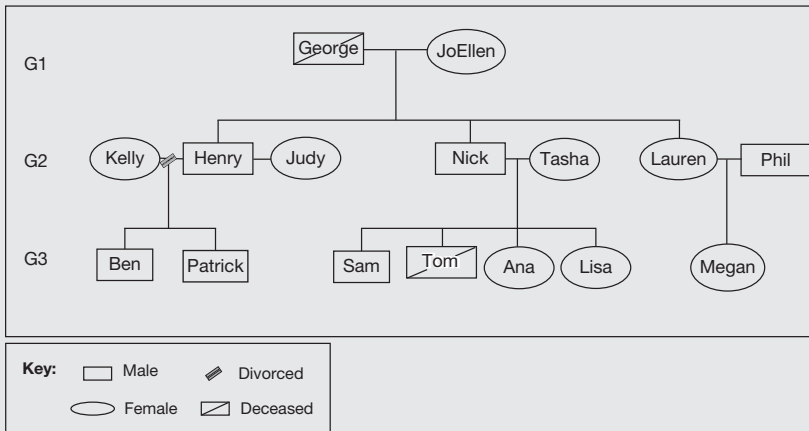 G1 George JoEllen
G2 Kelly Henry Judy Nick Tasha Lauren Phil
G3 Ben Patrick Sam Tom Ana Lisa Megan
Key: Male Divorced
Female Deceased